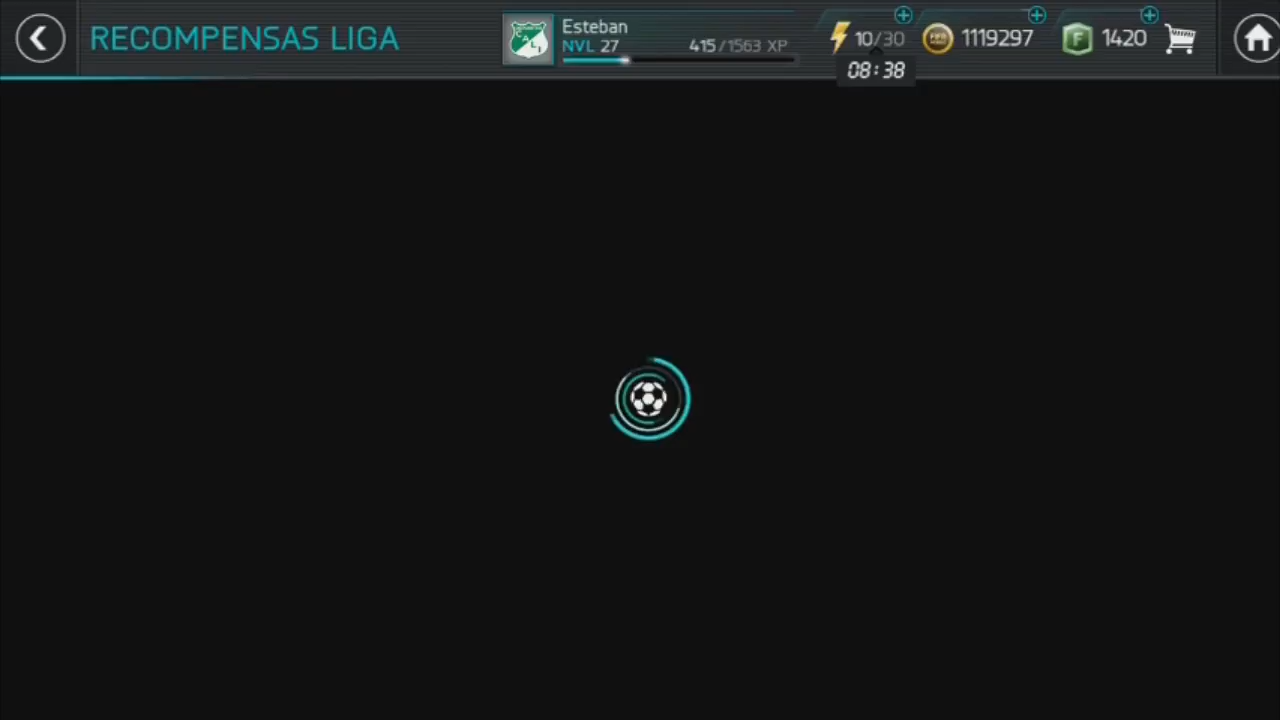 RECOMPENSAS LIGA
Esteban
NVL 27
415/1563 XP
10/30
08:38
1119297
F
1420